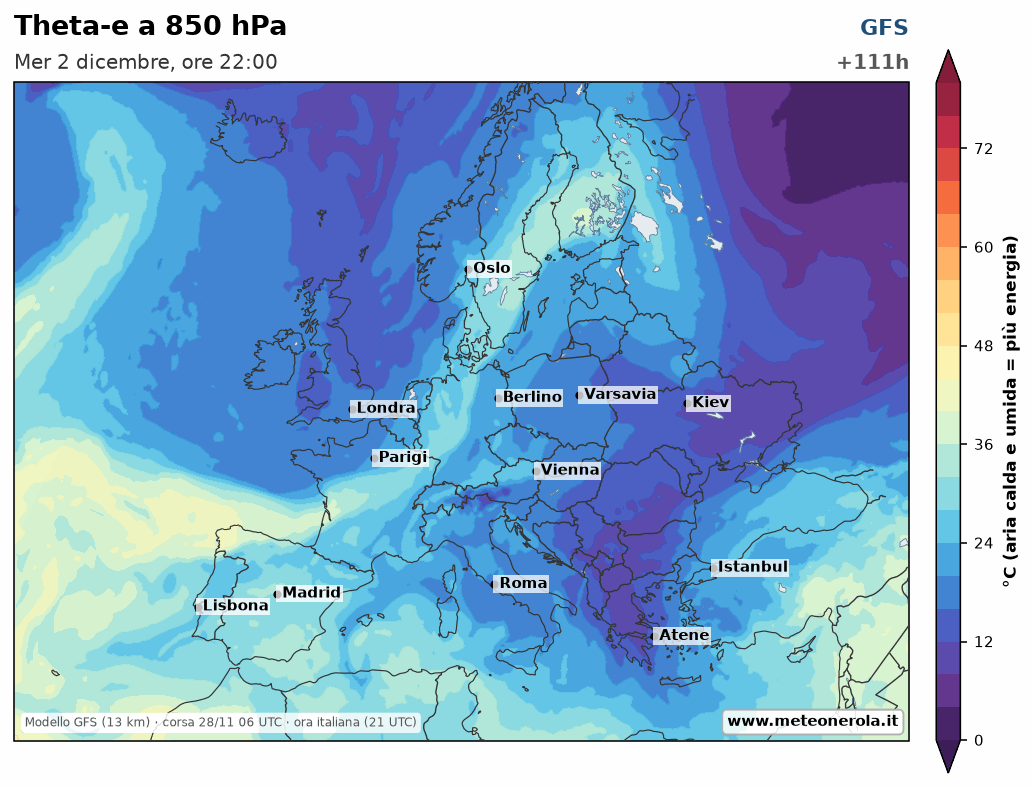 Theta-e a 850 hPa
GFS
Mer 2 dicembre, ore 22:00
+111h
72
60
48
36
24
12
0
°C (aria calda e umida = più energia)
Oslo
Londra
Berlino
Varsavia
Kiev
Parigi
Vienna
Istanbul
Roma
Madrid
Lisbona
Atene
Modello GFS (13 km) · corsa 28/11 06 UTC · ora italiana (21 UTC)
www.meteonerola.it